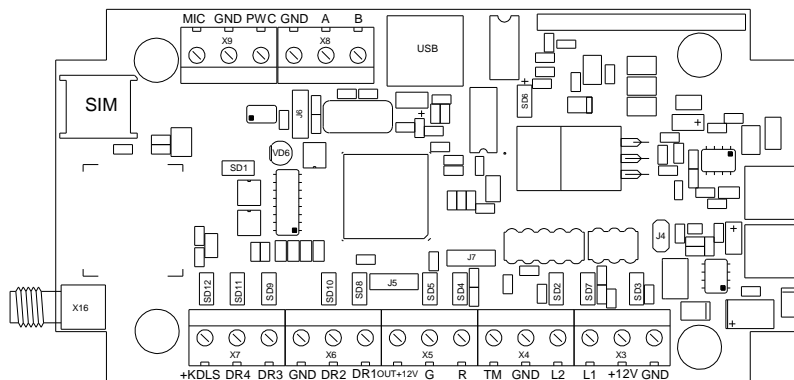 MIC GND PWC GND A B
X9 X8
USB
SIM
J6
SD6
VD6
SD1
J4
J7
J5
SD12 SD11 SD9 SD10 SD8 SD5 SD4 SD2 SD7 SD3
X16
X7 X6 X5 X4 X3
+KDLS DR4 DR3 GND DR2 DR1 OUT+12V G R TM GND L2 L1 +12V GND